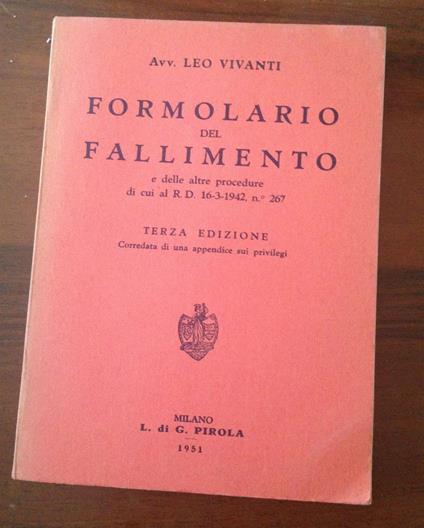 Avv. LEO VIVANTI
FORMOLARIO
DEL
FALLIMENTO
e delle altre procedure
di cui al R. D. 16-3-1942, n.° 267
TERZA EDIZIONE
Corredata di una appendice sui privilegi
MILANO
L. di G. PIROLA
1951